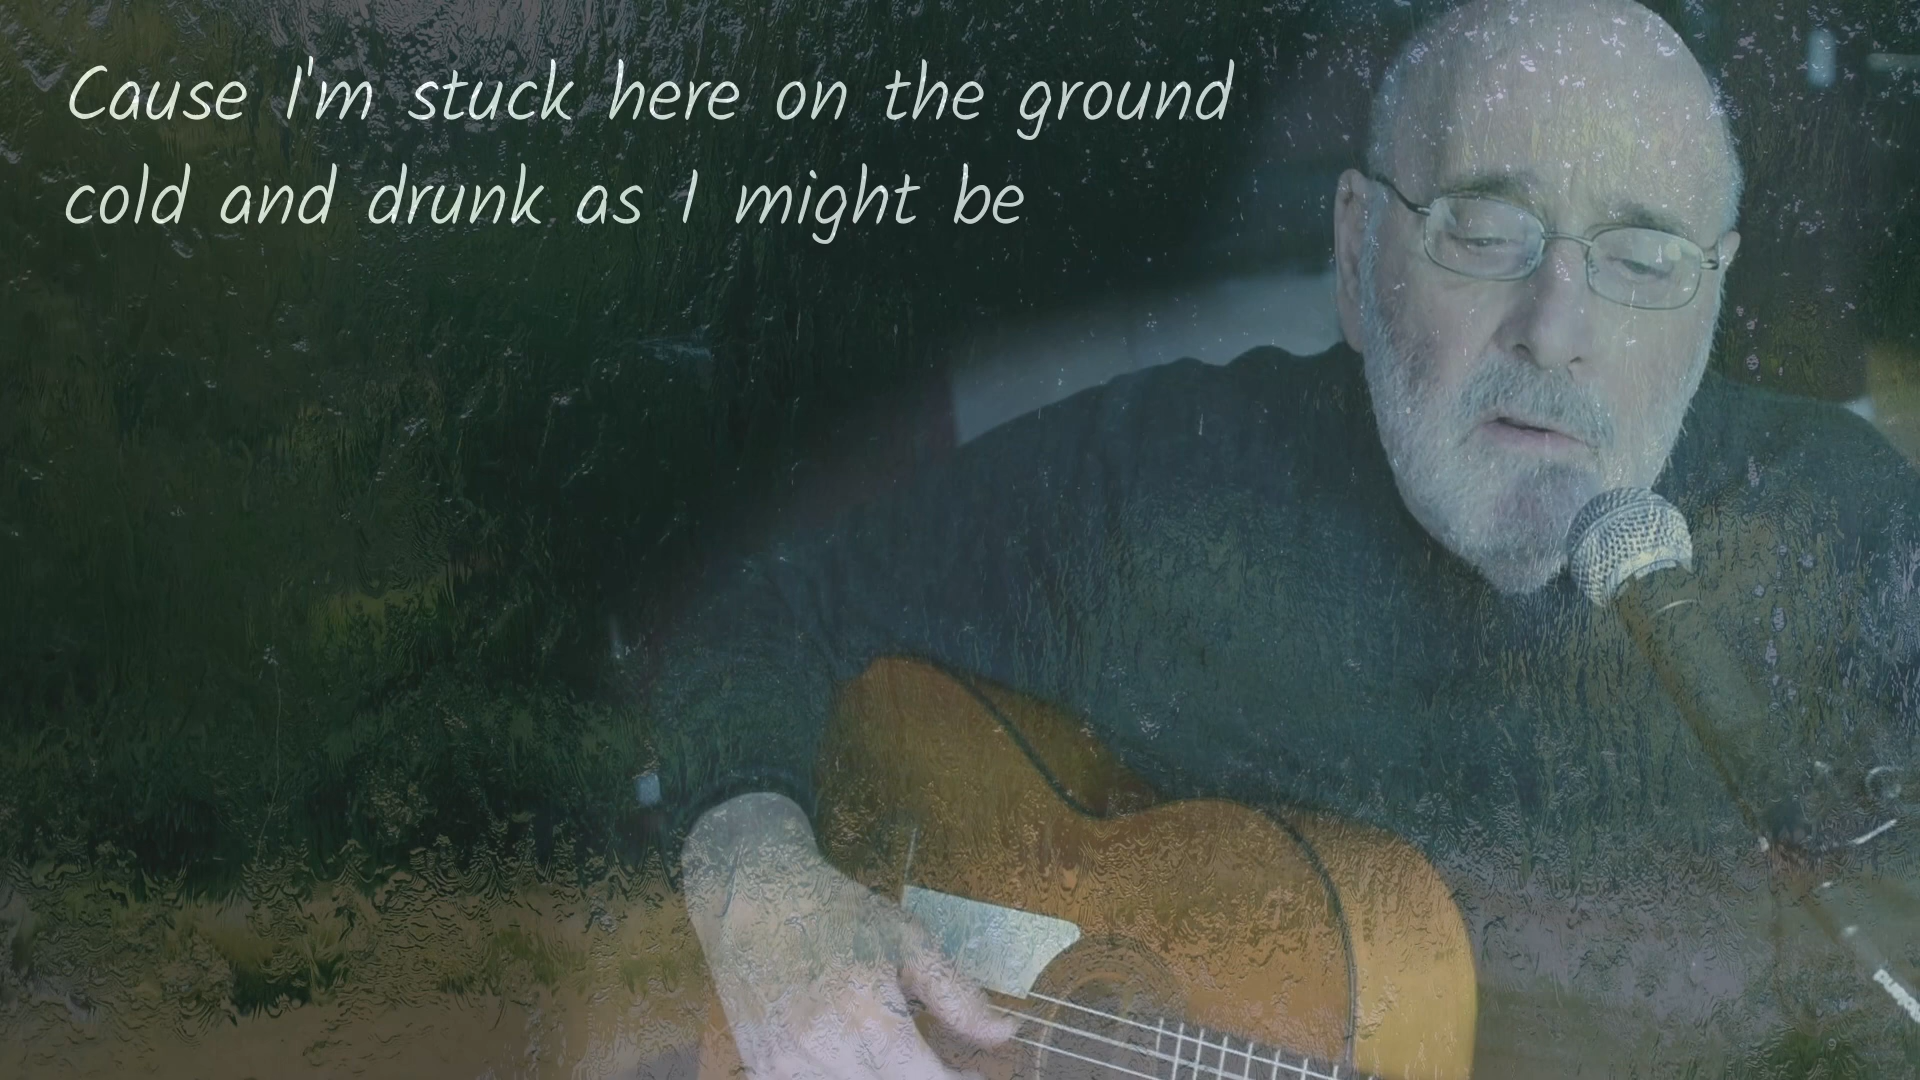 Cause I'm stuck here on the ground
cold and drunk as I might be